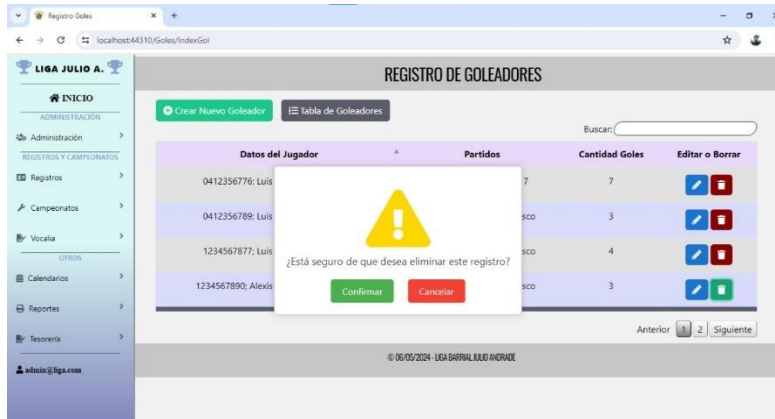 Registro Goles
localhost:44310/Goles/IndexGol
LIGA JULIO A.
INICIO
ADMINISTRACIÓN
Administración
REGISTROS Y CAMPEONATOS
Registros
Campeonatos
Vocalia
OTROS
Calendarios
Reportes
Tesorería
admin@liga.com
REGISTRO DE GOLEADORES
Crear Nuevo Goleador
Tabla de Goleadores
Buscar:
Datos del Jugador Partidos Cantidad Goles Editar o Borrar
0412356776: Luis 7 7
0412356789: Luis sco 3
1234567877: Luis sco 4
1234567890: Alexis sco 3
¿Está seguro de que desea eliminar este registro?
Confirmar Cancelar
Anterior 1 2 Siguiente
© 06/05/2024 - LIGA BARRIAL JULIO ANDRADE